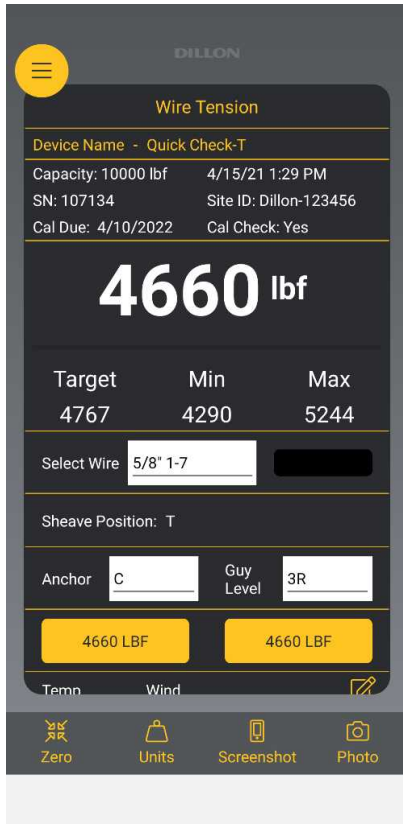 DILLON
Wire Tension
Device Name - Quick Check-T
Capacity: 10000 lbf 4/15/21 1:29 PM
SN: 107134 Site ID: Dillon-123456
Cal Due: 4/10/2022 Cal Check: Yes
4660 lbf
Target Min Max
4767 4290 5244
Select Wire 5/8" 1-7
Sheave Position: T
Anchor C Guy Level 3R
4660 LBF 4660 LBF
Temp Wind
Zero Units Screenshot Photo